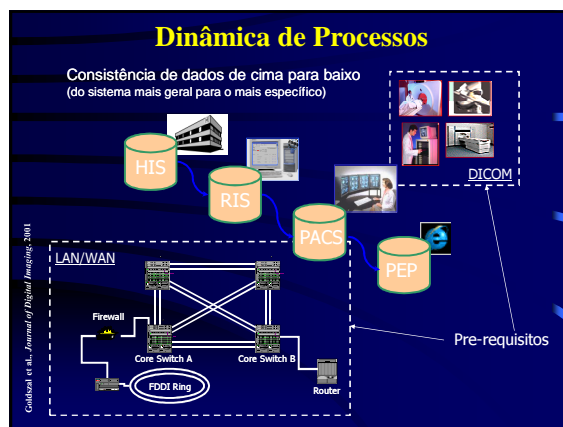 Dinâmica de Processos
Consistência de dados de cima para baixo
(do sistema mais geral para o mais específico)
HIS
RIS
PACS
PEP
DICOM
LAN/WAN
Firewall
Core Switch A
Core Switch B
FDDI Ring
Router
Pre-requisitos
Goldszal et al., Journal of Digital Imaging, 2001